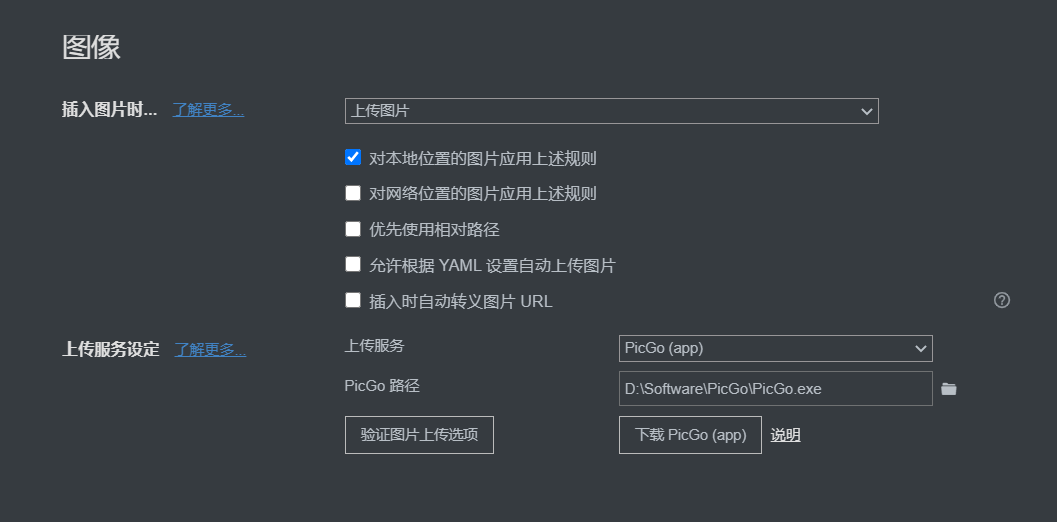 图像
插入图片时... 了解更多... 上传图片
对本地位置的图片应用上述规则
对网络位置的图片应用上述规则
优先使用相对路径
允许根据 YAML 设置自动上传图片
插入时自动转义图片 URL ?
上传服务设定 了解更多... 上传服务 PicGo (app)
PicGo 路径 D:\Software\PicGo\PicGo.exe
验证图片上传选项 下载 PicGo (app) 说明